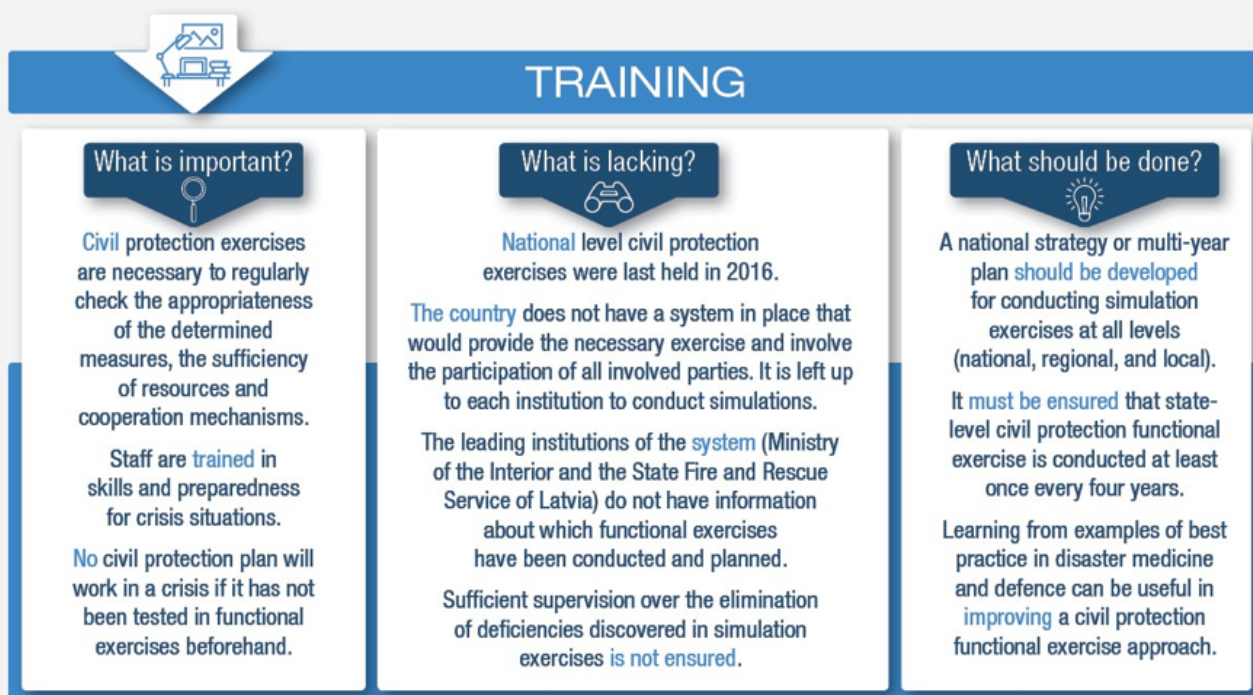 TRAINING
What is important?
Civil protection exercises
are necessary to regularly
check the appropriateness
of the determined
measures, the sufficiency
of resources and
cooperation mechanisms.
Staff are trained in
skills and preparedness
for crisis situations.
No civil protection plan will
work in a crisis if it has not
been tested in functional
exercises beforehand.
What is lacking?
National level civil protection
exercises were last held in 2016.
The country does not have a system in place that
would provide the necessary exercise and involve
the participation of all involved parties. It is left up
to each institution to conduct simulations.
The leading institutions of the system (Ministry
of the Interior and the State Fire and Rescue
Service of Latvia) do not have information
about which functional exercises
have been conducted and planned.
Sufficient supervision over the elimination
of deficiencies discovered in simulation
exercises is not ensured.
What should be done?
A national strategy or multi-year
plan should be developed
for conducting simulation
exercises at all levels
(national, regional, and local).
It must be ensured that state-
level civil protection functional
exercise is conducted at least
once every four years.
Learning from examples of best
practice in disaster medicine
and defence can be useful in
improving a civil protection
functional exercise approach.